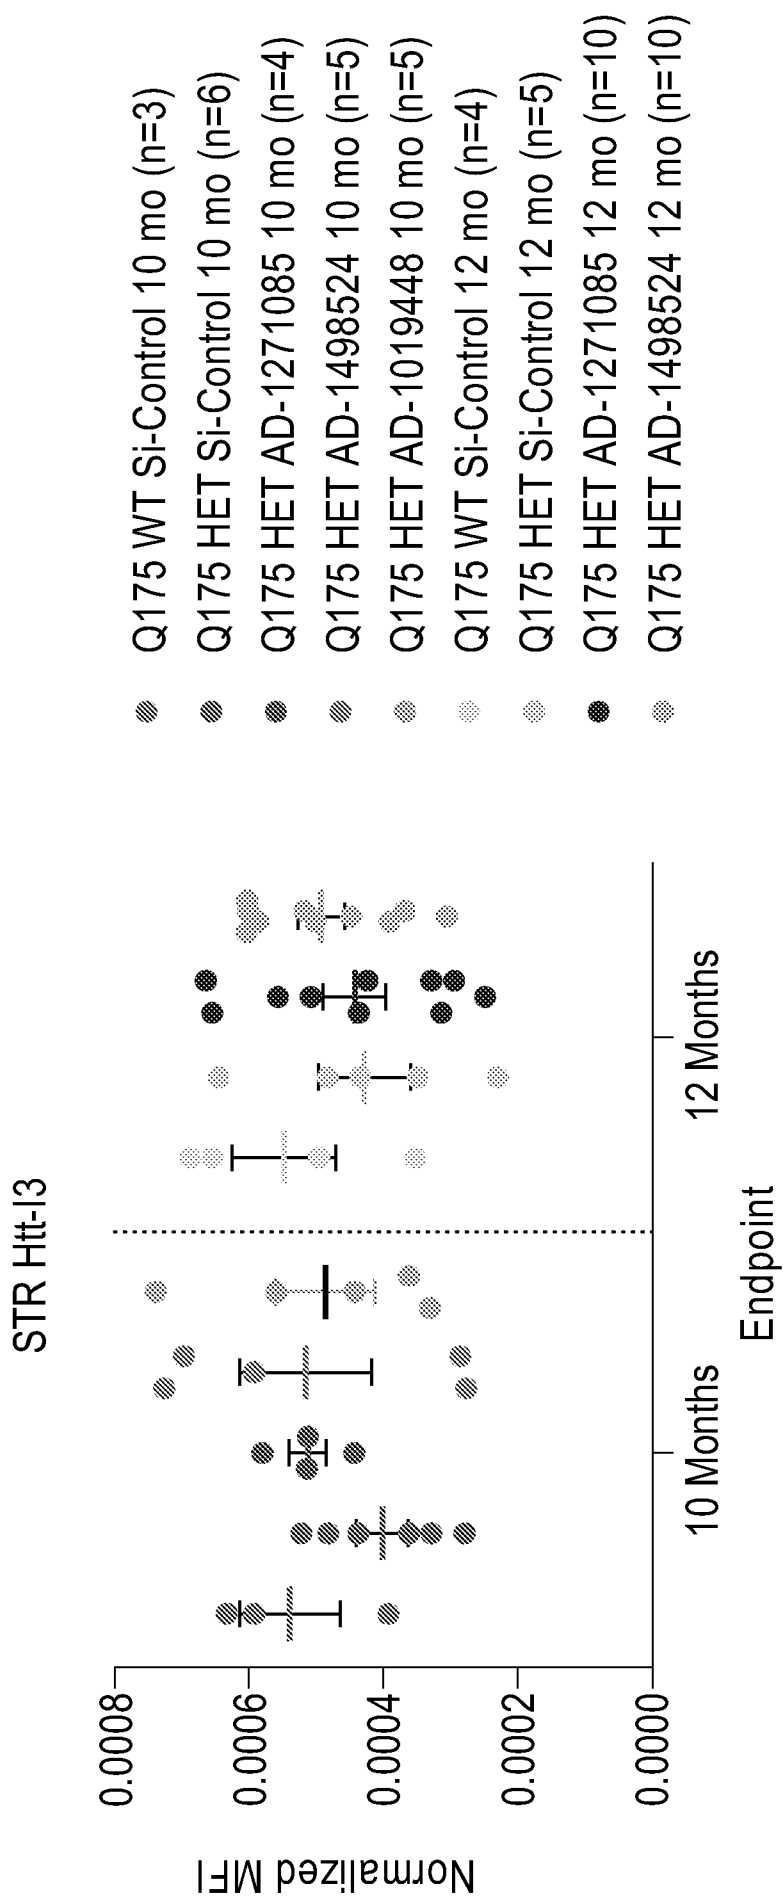 STR Htt-I3
Normalized MFI
0.0008
0.0006
0.0004
0.0002
0.0000
10 Months
12 Months
Endpoint
Q175 WT Si-Control 10 mo (n=3)
Q175 HET Si-Control 10 mo (n=6)
Q175 HET AD-1271085 10 mo (n=4)
Q175 HET AD-1498524 10 mo (n=5)
Q175 HET AD-1019448 10 mo (n=5)
Q175 WT Si-Control 12 mo (n=4)
Q175 HET Si-Control 12 mo (n=5)
Q175 HET AD-1271085 12 mo (n=10)
Q175 HET AD-1498524 12 mo (n=10)